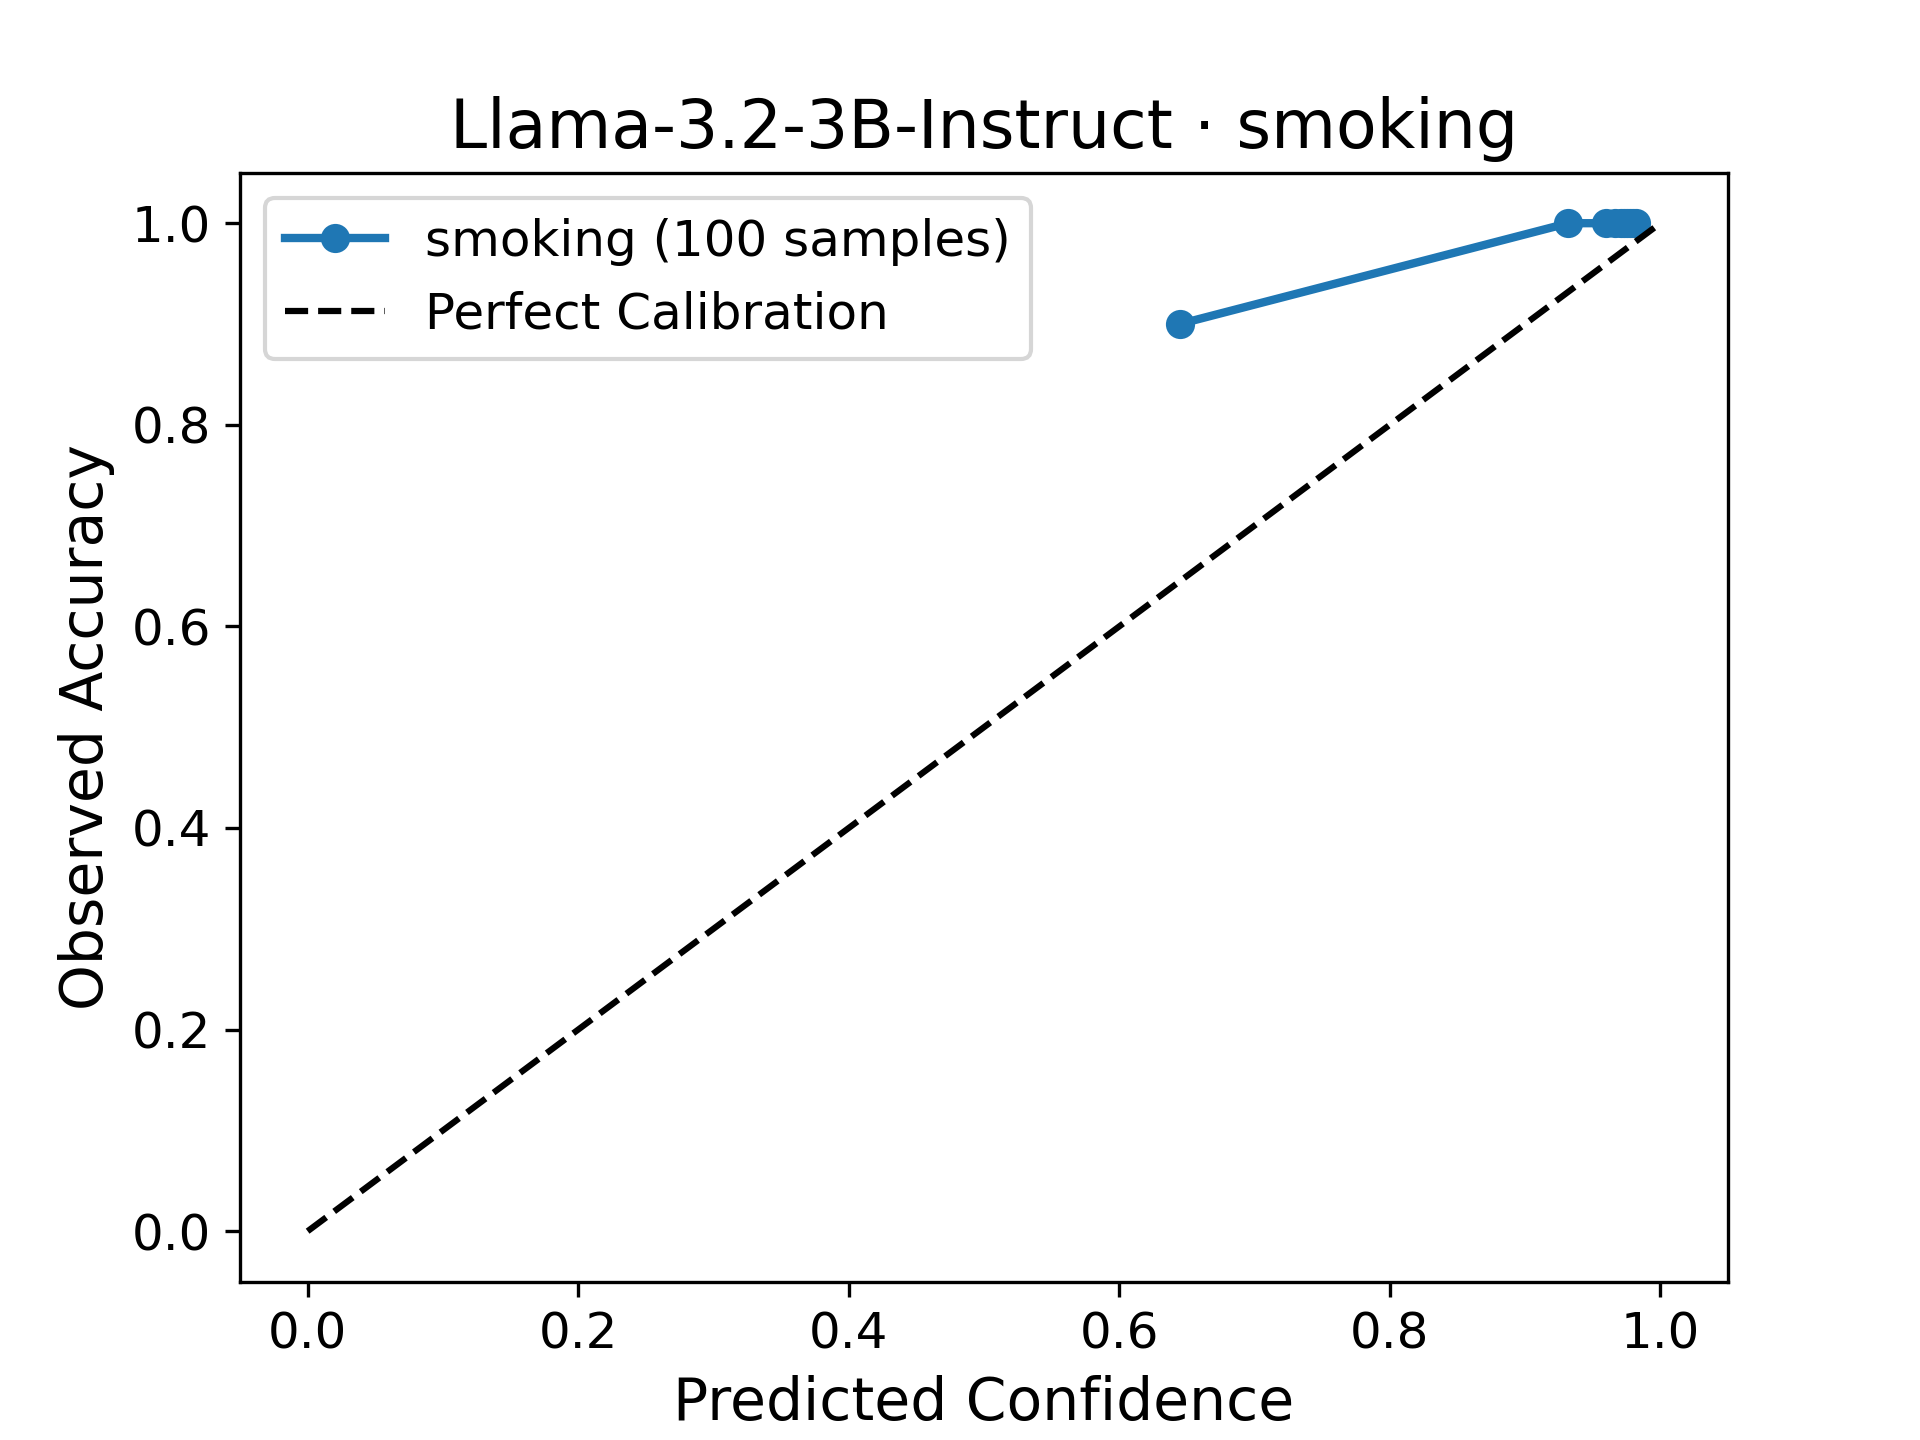 Llama-3.2-3B-Instruct · smoking
smoking (100 samples)
Perfect Calibration
Observed Accuracy
1.0
0.8
0.6
0.4
0.2
0.0
0.0 0.2 0.4 0.6 0.8 1.0
Predicted Confidence